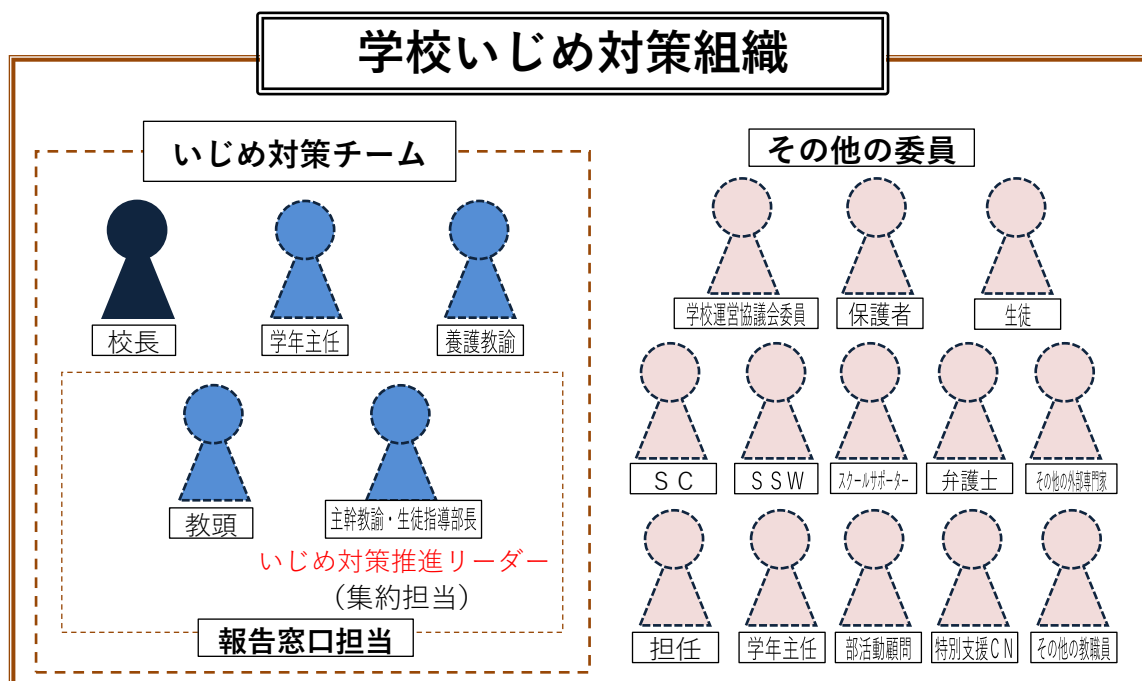 学校いじめ対策組織
いじめ対策チーム
校長
学年主任
養護教諭
教頭
主幹教諭・生徒指導部長
いじめ対策推進リーダー
（集約担当）
報告窓口担当
その他の委員
学校運営協議会委員
保護者
生徒
ＳＣ
ＳＳＷ
スクールサポーター
弁護士
その他の外部専門家
担任
学年主任
部活動顧問
特別支援ＣＮ
その他の教職員